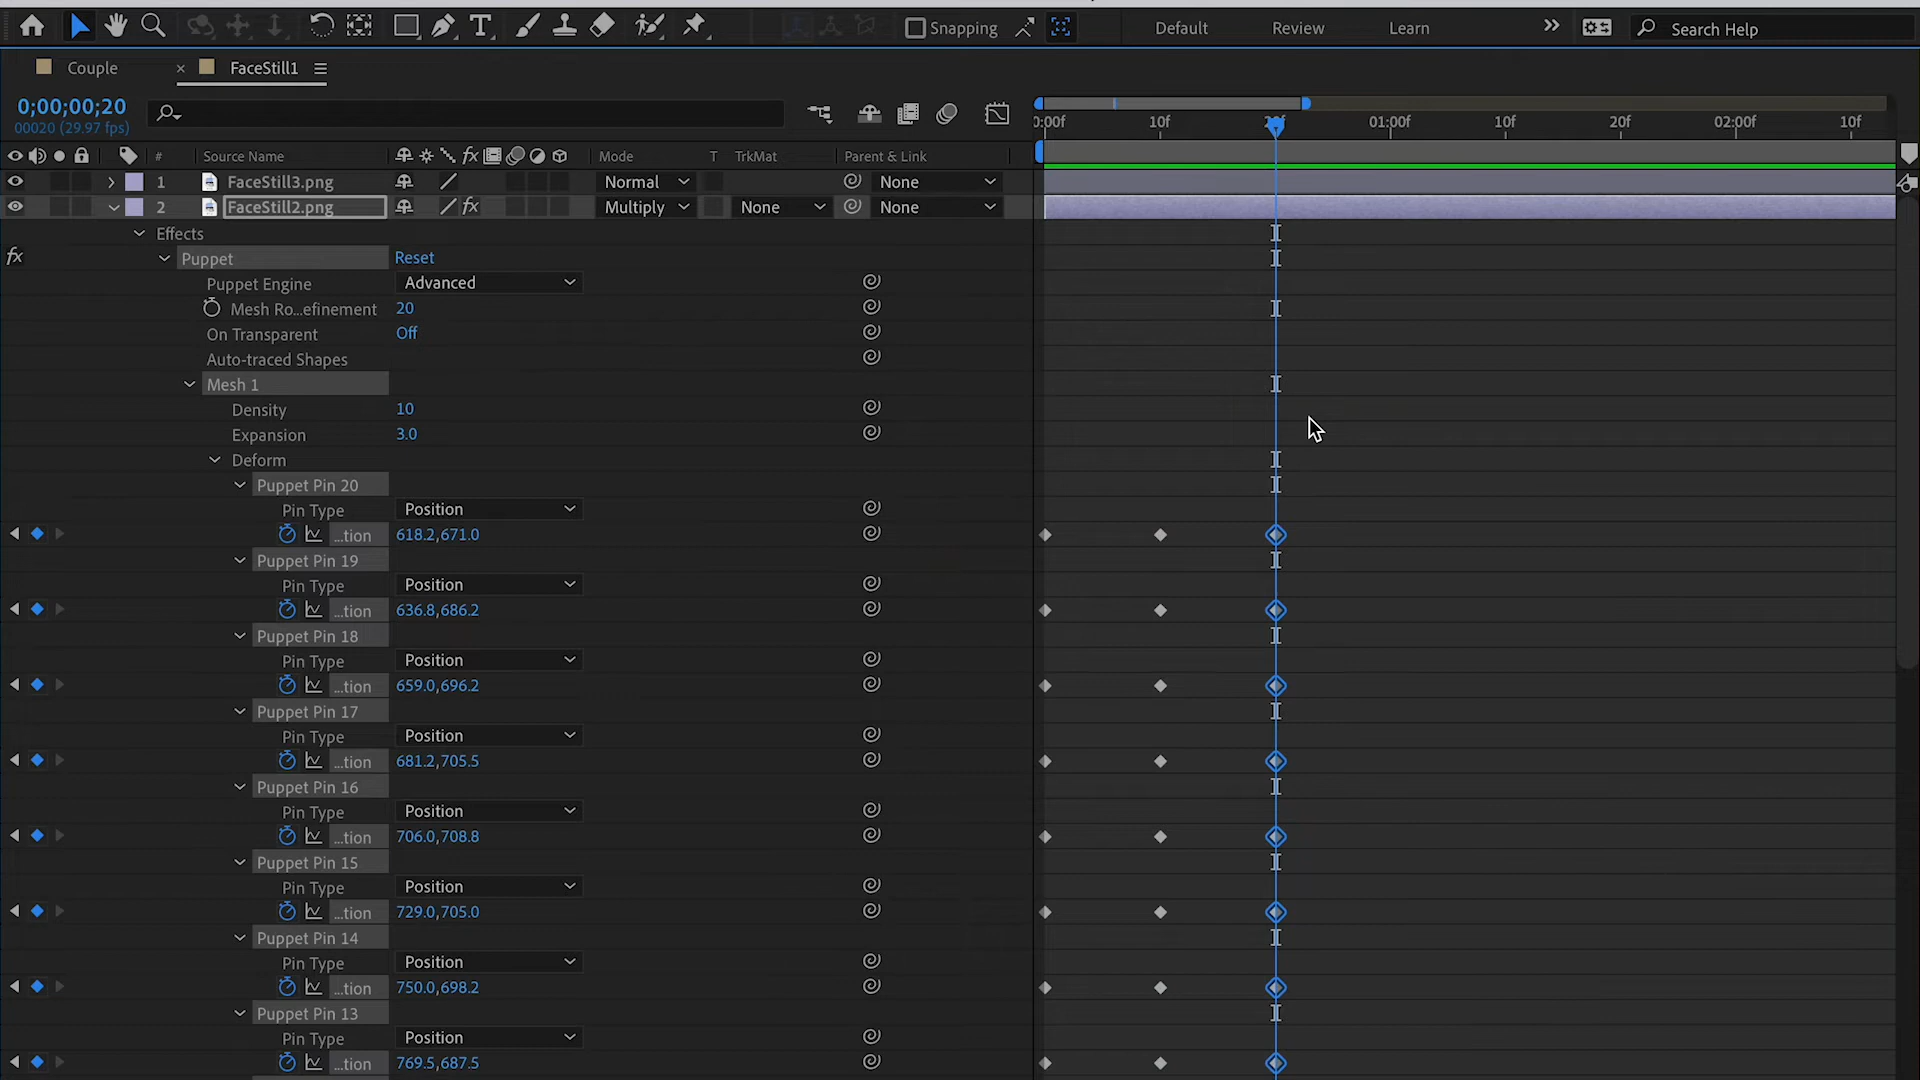 Snapping Default Review Learn Search Help
Couple × FaceStill1
0;00;00;20
00020 (29.97 fps)
0:00f 10f 20f 01:00f 10f 20f 02:00f 10f
# Source Name fx Mode T TrkMat Parent & Link
1 FaceStill3.png Normal None
2 FaceStill2.png fx Multiply None None
Effects
fx Puppet Reset
Puppet Engine Advanced
Mesh Ro...efinement 20
On Transparent Off
Auto-traced Shapes
Mesh 1
Density 10
Expansion 3.0
Deform
Puppet Pin 20
Pin Type Position
...tion 618.2,671.0
Puppet Pin 19
Pin Type Position
...tion 636.8,686.2
Puppet Pin 18
Pin Type Position
...tion 659.0,696.2
Puppet Pin 17
Pin Type Position
...tion 681.2,705.5
Puppet Pin 16
Pin Type Position
...tion 706.0,708.8
Puppet Pin 15
Pin Type Position
...tion 729.0,705.0
Puppet Pin 14
Pin Type Position
...tion 750.0,698.2
Puppet Pin 13
Pin Type Position
...tion 769.5,687.5